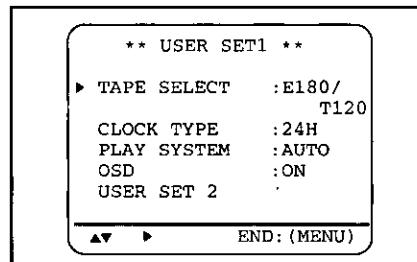 ** USER SET1 **
▶ TAPE SELECT :E180/
T120
CLOCK TYPE :24H
PLAY SYSTEM :AUTO
OSD :ON
USER SET 2
▲▼ ▶ END:(MENU)